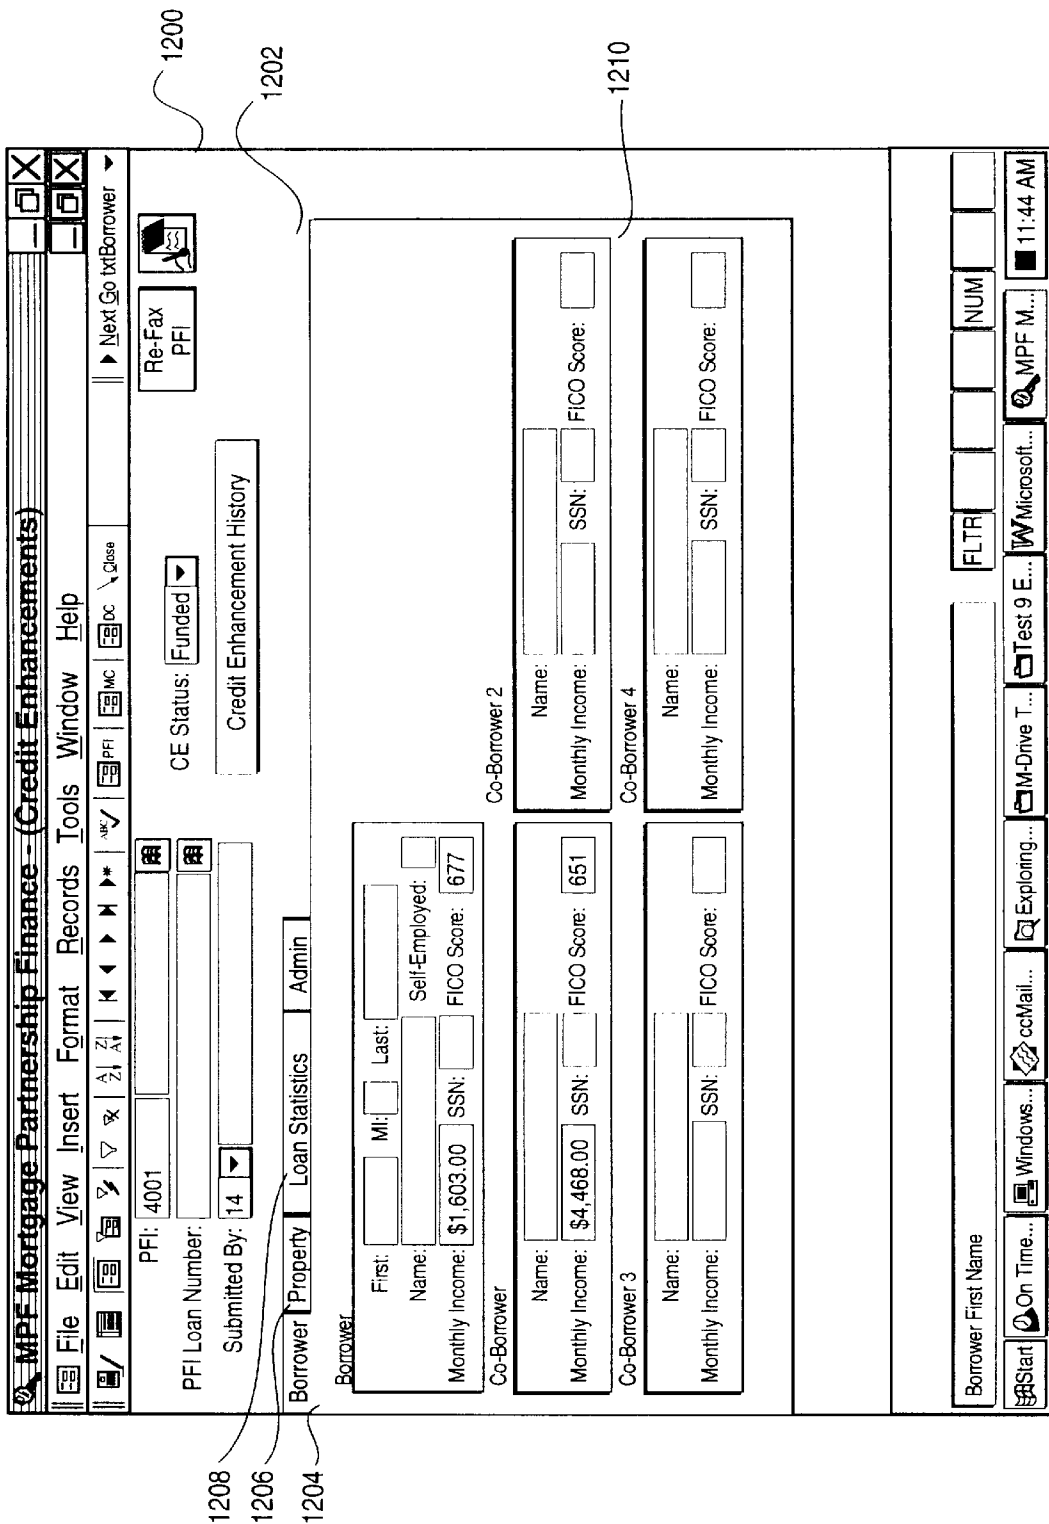 MPF Mortgage Partnership Finance - (Credit Enhancements)
File Edit View Insert Format Records Tools Window Help
PFI MC DC Close Next Go txtBorrower
PFI: 4001
PFI Loan Number:
Submitted By: 14
CE Status: Funded
Re-Fax PFI
Credit Enhancement History
Borrower Property Loan Statistics Admin
Borrower
First: MI: Last:
Name: Self-Employed:
Monthly Income: $1,603.00 SSN: FICO Score: 677
Co-Borrower
Name:
Monthly Income: $4,468.00 SSN: FICO Score: 651
Co-Borrower 2
Name:
Monthly Income: SSN: FICO Score:
Co-Borrower 3
Name:
Monthly Income: SSN: FICO Score:
Co-Borrower 4
Name:
Monthly Income: SSN: FICO Score:
Borrower First Name FLTR NUM
Start On Time... Windows... ccMail... Exploring... M-Drive T... Test 9 E... Microsoft... MPF M... 11:44 AM
1200
1202
1210
1208
1206
1204